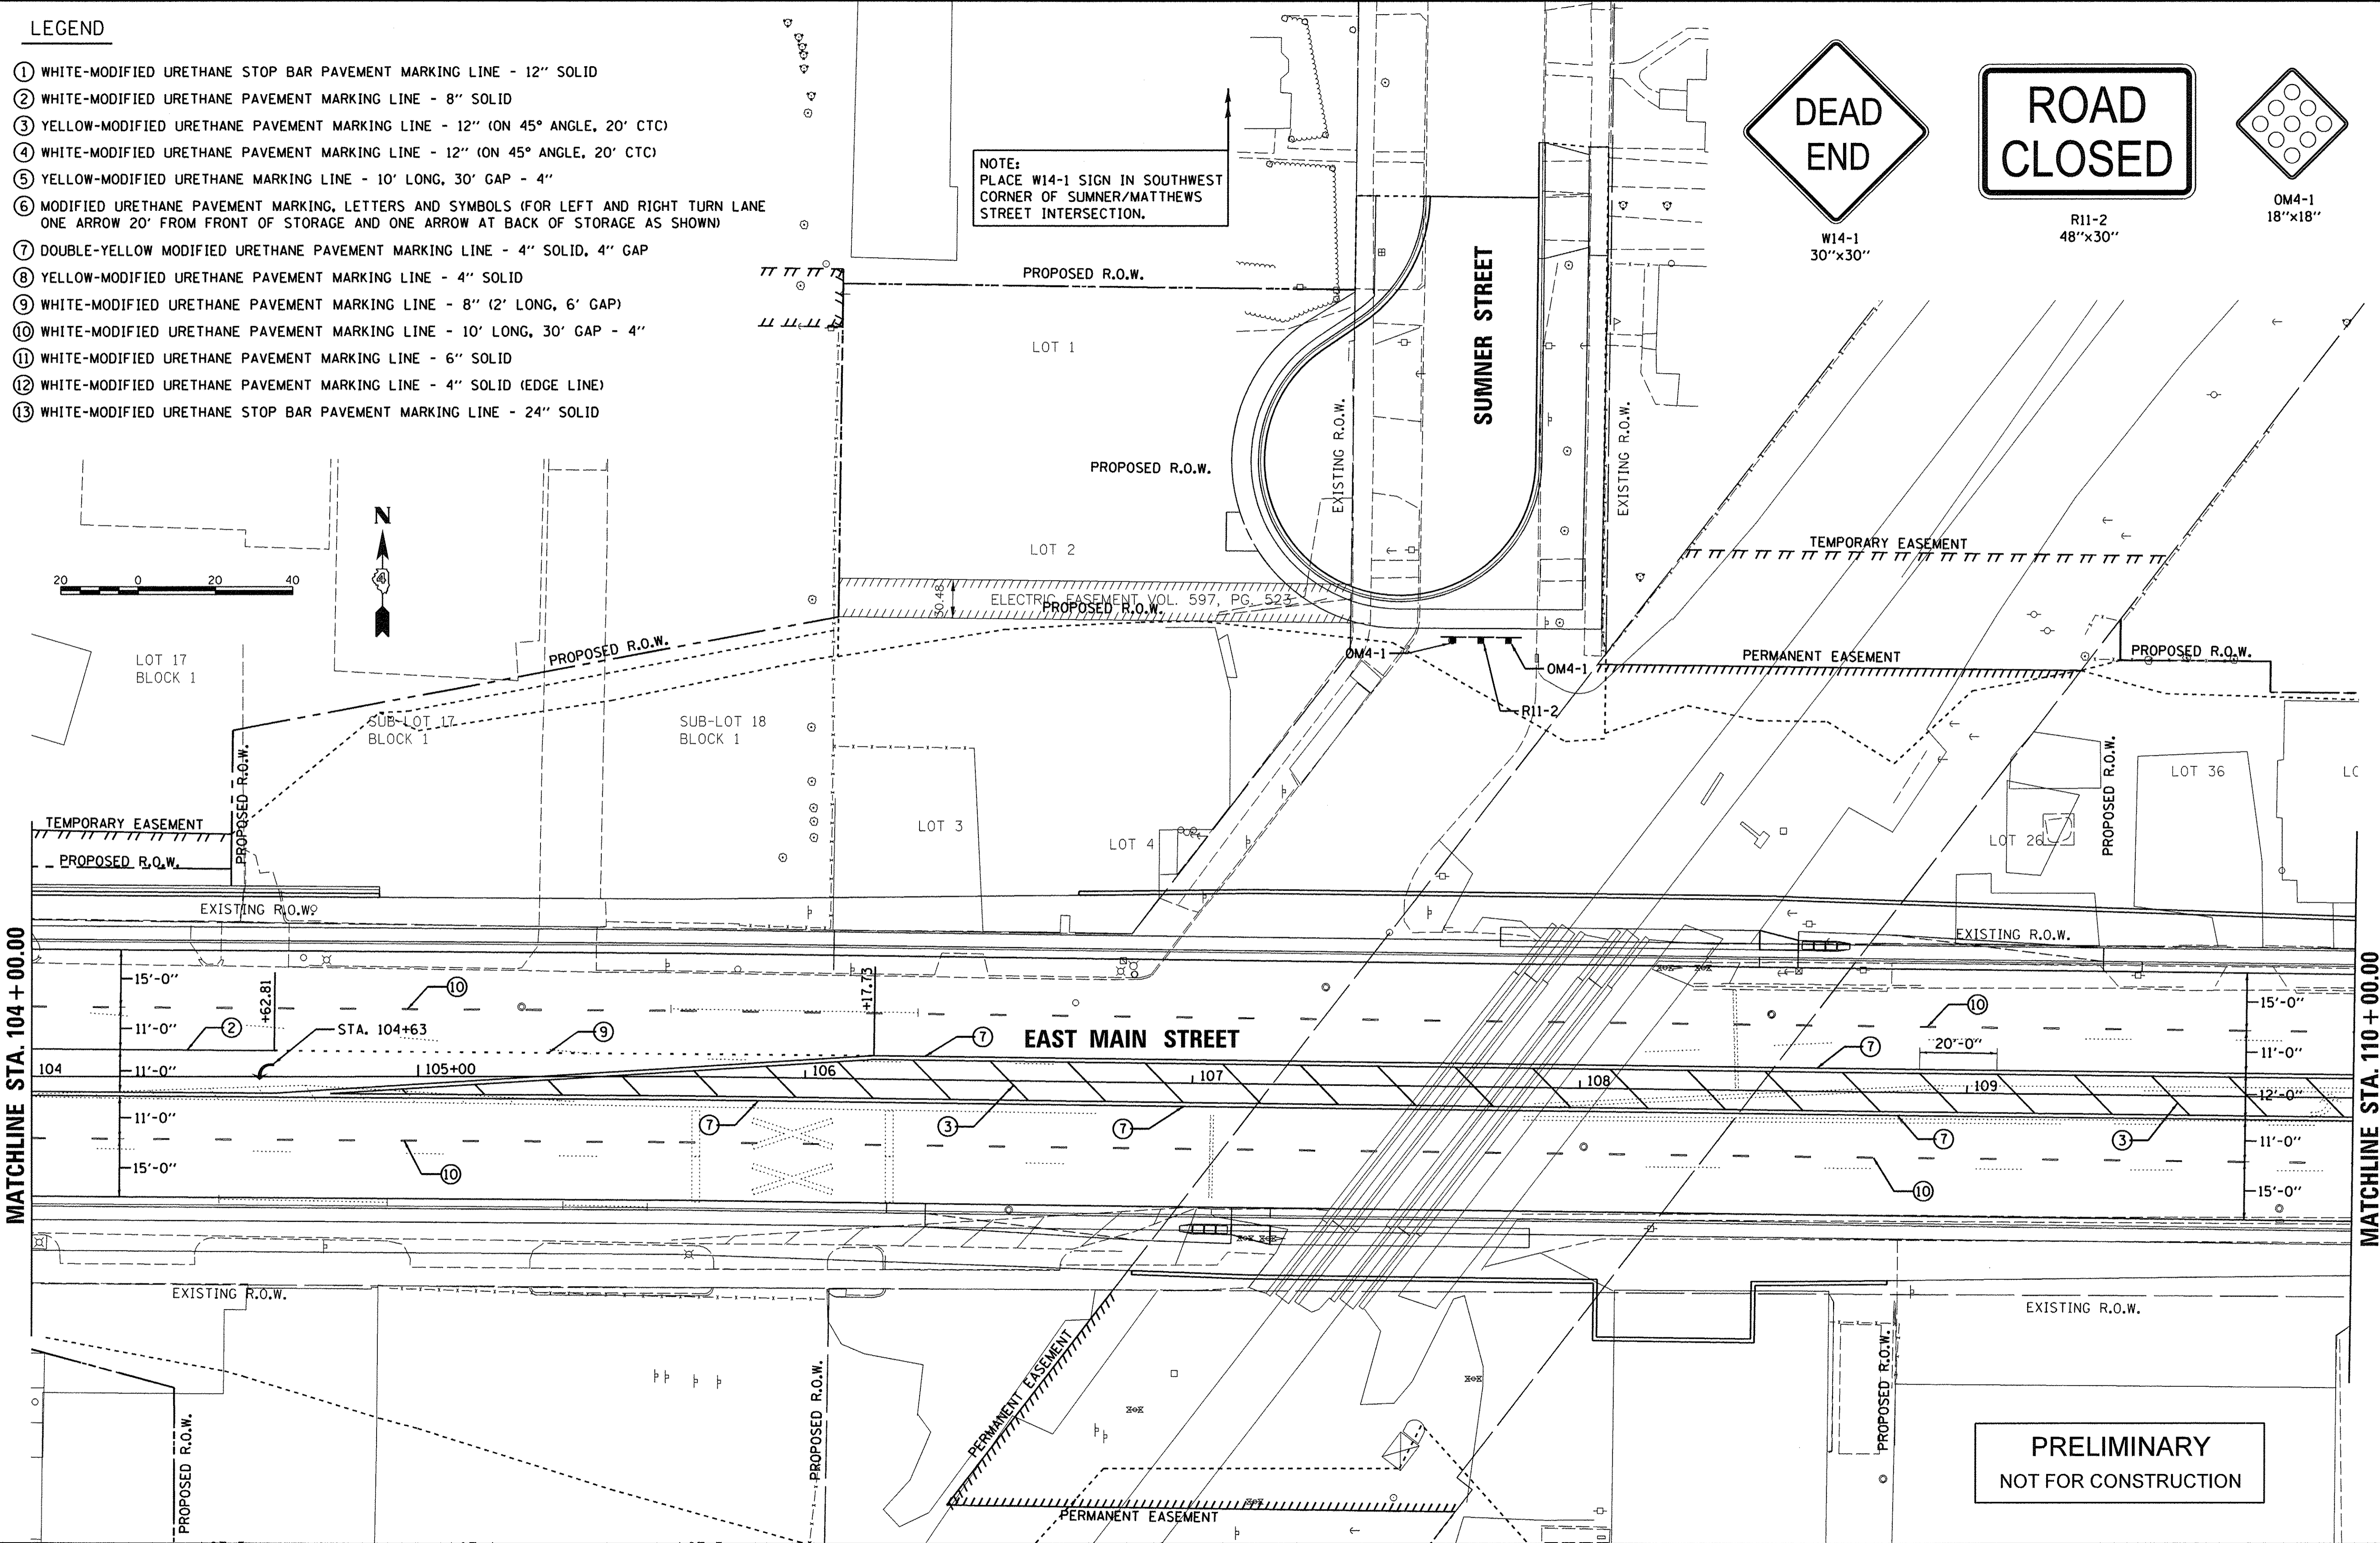 LEGEND
1 WHITE-MODIFIED URETHANE STOP BAR PAVEMENT MARKING LINE - 12" SOLID
2 WHITE-MODIFIED URETHANE PAVEMENT MARKING LINE - 8" SOLID
3 YELLOW-MODIFIED URETHANE PAVEMENT MARKING LINE - 12" (ON 45° ANGLE, 20' CTC)
4 WHITE-MODIFIED URETHANE PAVEMENT MARKING LINE - 12" (ON 45° ANGLE, 20' CTC)
5 YELLOW-MODIFIED URETHANE MARKING LINE - 10' LONG, 30' GAP - 4"
6 MODIFIED URETHANE PAVEMENT MARKING, LETTERS AND SYMBOLS (FOR LEFT AND RIGHT TURN LANE
ONE ARROW 20' FROM FRONT OF STORAGE AND ONE ARROW AT BACK OF STORAGE AS SHOWN)
7 DOUBLE-YELLOW MODIFIED URETHANE PAVEMENT MARKING LINE - 4" SOLID, 4" GAP
8 YELLOW-MODIFIED URETHANE PAVEMENT MARKING LINE - 4" SOLID
9 WHITE-MODIFIED URETHANE PAVEMENT MARKING LINE - 8" (2' LONG, 6' GAP)
10 WHITE-MODIFIED URETHANE PAVEMENT MARKING LINE - 10' LONG, 30' GAP - 4"
11 WHITE-MODIFIED URETHANE PAVEMENT MARKING LINE - 6" SOLID
12 WHITE-MODIFIED URETHANE PAVEMENT MARKING LINE - 4" SOLID (EDGE LINE)
13 WHITE-MODIFIED URETHANE STOP BAR PAVEMENT MARKING LINE - 24" SOLID
NOTE:
PLACE W14-1 SIGN IN SOUTHWEST
CORNER OF SUMNER/MATTHEWS
STREET INTERSECTION.
DEAD
END
W14-1
30"x30"
ROAD
CLOSED
R11-2
48"x30"
OM4-1
18"x18"
PROPOSED R.O.W.
LOT 1
SUMNER STREET
EXISTING R.O.W.
EXISTING R.O.W.
PROPOSED R.O.W.
N
4
20 0 20 40
LOT 2
TEMPORARY EASEMENT
ELECTRIC EASEMENT VOL. 597, PG. 523
PROPOSED R.O.W.
PROPOSED R.O.W.
LOT 17
BLOCK 1
OM4-1
OM4-1
R11-2
PERMANENT EASEMENT
PROPOSED R.O.W.
SUB-LOT 17
BLOCK 1
SUB-LOT 18
BLOCK 1
PROPOSED R.O.W.
PROPOSED R.O.W.
LOT 36
TEMPORARY EASEMENT
PROPOSED R.O.W.
LOT 3
LOT 4
LOT 26
EXISTING R.O.W.
EXISTING R.O.W.
MATCHLINE STA. 104 + 00.00
MATCHLINE STA. 110 + 00.00
15'-0"
11'-0"
11'-0"
11'-0"
15'-0"
+62.81
STA. 104+63
+17.73
10
2
9
7
EAST MAIN STREET
10
7
20'-0"
15'-0"
11'-0"
12'-0"
11'-0"
15'-0"
104
105+00
106
107
108
109
7
3
7
7
3
10
10
EXISTING R.O.W.
EXISTING R.O.W.
PERMANENT EASEMENT
PROPOSED R.O.W.
PROPOSED R.O.W.
PROPOSED R.O.W.
PERMANENT EASEMENT
PRELIMINARY
NOT FOR CONSTRUCTION